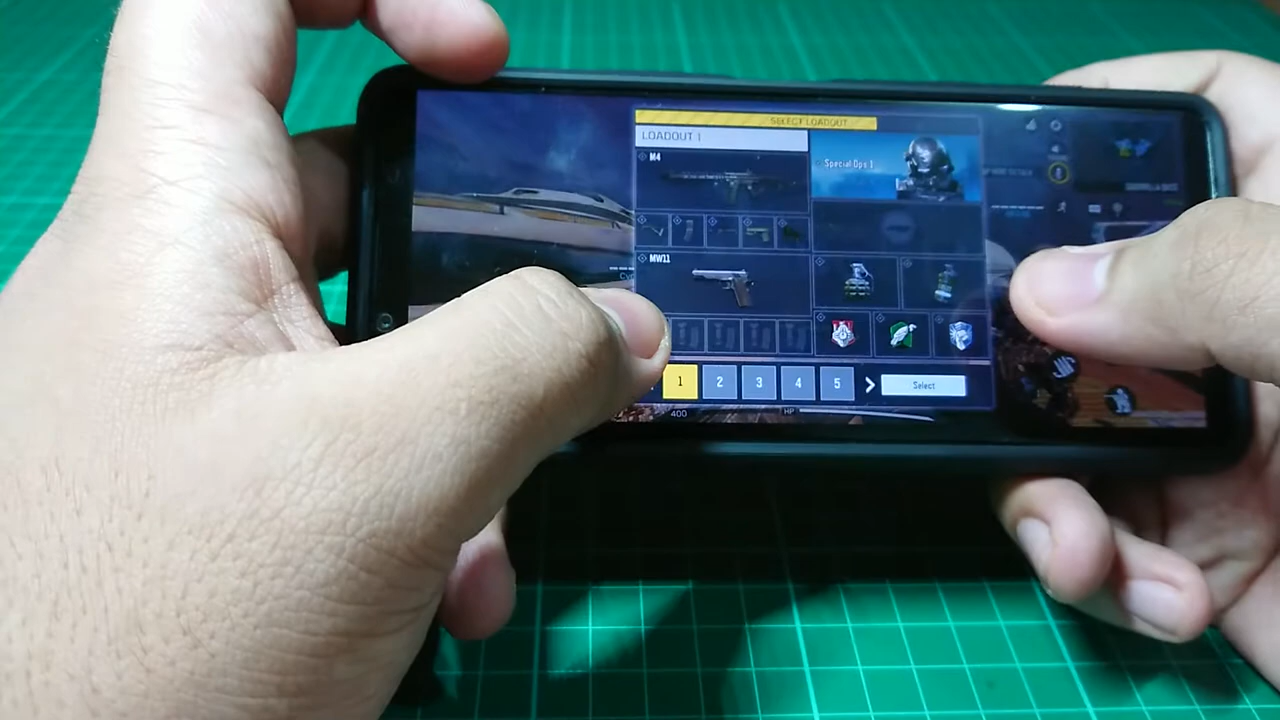 SELECT LOADOUT
LOADOUT 1
M4
Special Ops 1
MW11
1 2 3 4 5
Select
400
HP